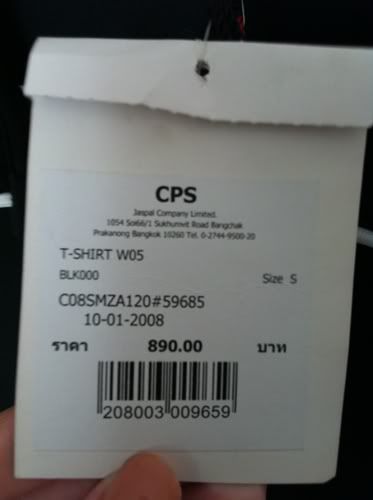 CPS
Jaspal Company Limited.
1054 Soi66/1 Sukhumvit Road Bangchak
Prakanong Bangkok 10260 Tel. 0-2744-9500-20
T-SHIRT W05
BLK000 Size S
C08SMZA120#59685
10-01-2008
ราคา 890.00 บาท
208003 009659